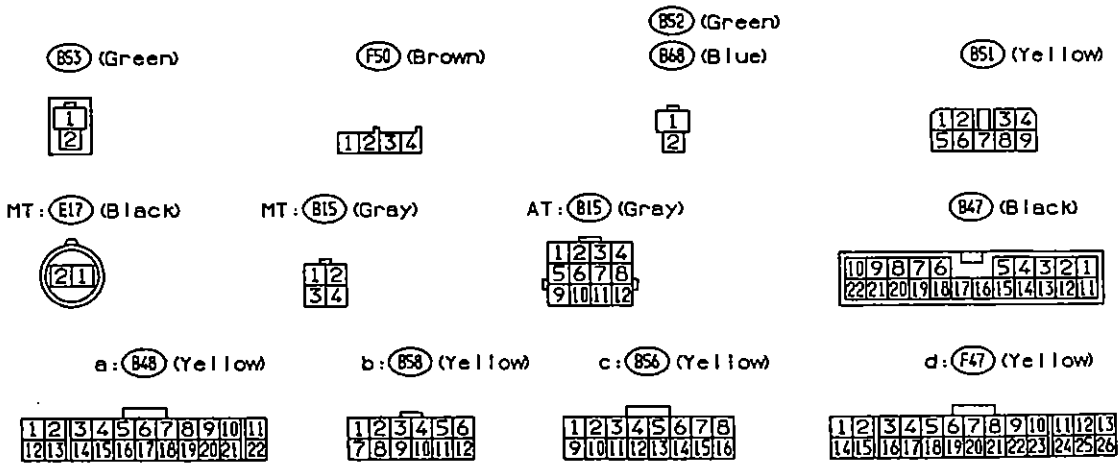 B52 (Green)
B53 (Green) F50 (Brown) B68 (Blue) B51 (Yellow)
1 1 1 2 3 4
2 1 2 3 4 2 5 6 7 8 9
MT: E17 (Black) MT: B15 (Gray) AT: B15 (Gray) B47 (Black)
1 2 3 4 10 9 8 7 6 5 4 3 2 1
2 1 1 2 5 6 7 8 22 21 20 19 18 17 16 15 14 13 12 11
3 4 9 10 11 12
a: B48 (Yellow) b: B58 (Yellow) c: B56 (Yellow) d: F47 (Yellow)
1 2 3 4 5 6 7 8 9 10 11 1 2 3 4 5 6 1 2 3 4 5 6 7 8 1 2 3 4 5 6 7 8 9 10 11 12 13
12 13 14 15 16 17 18 19 20 21 22 7 8 9 10 11 12 9 10 11 12 13 14 15 16 14 15 16 17 18 19 20 21 22 23 24 25 26